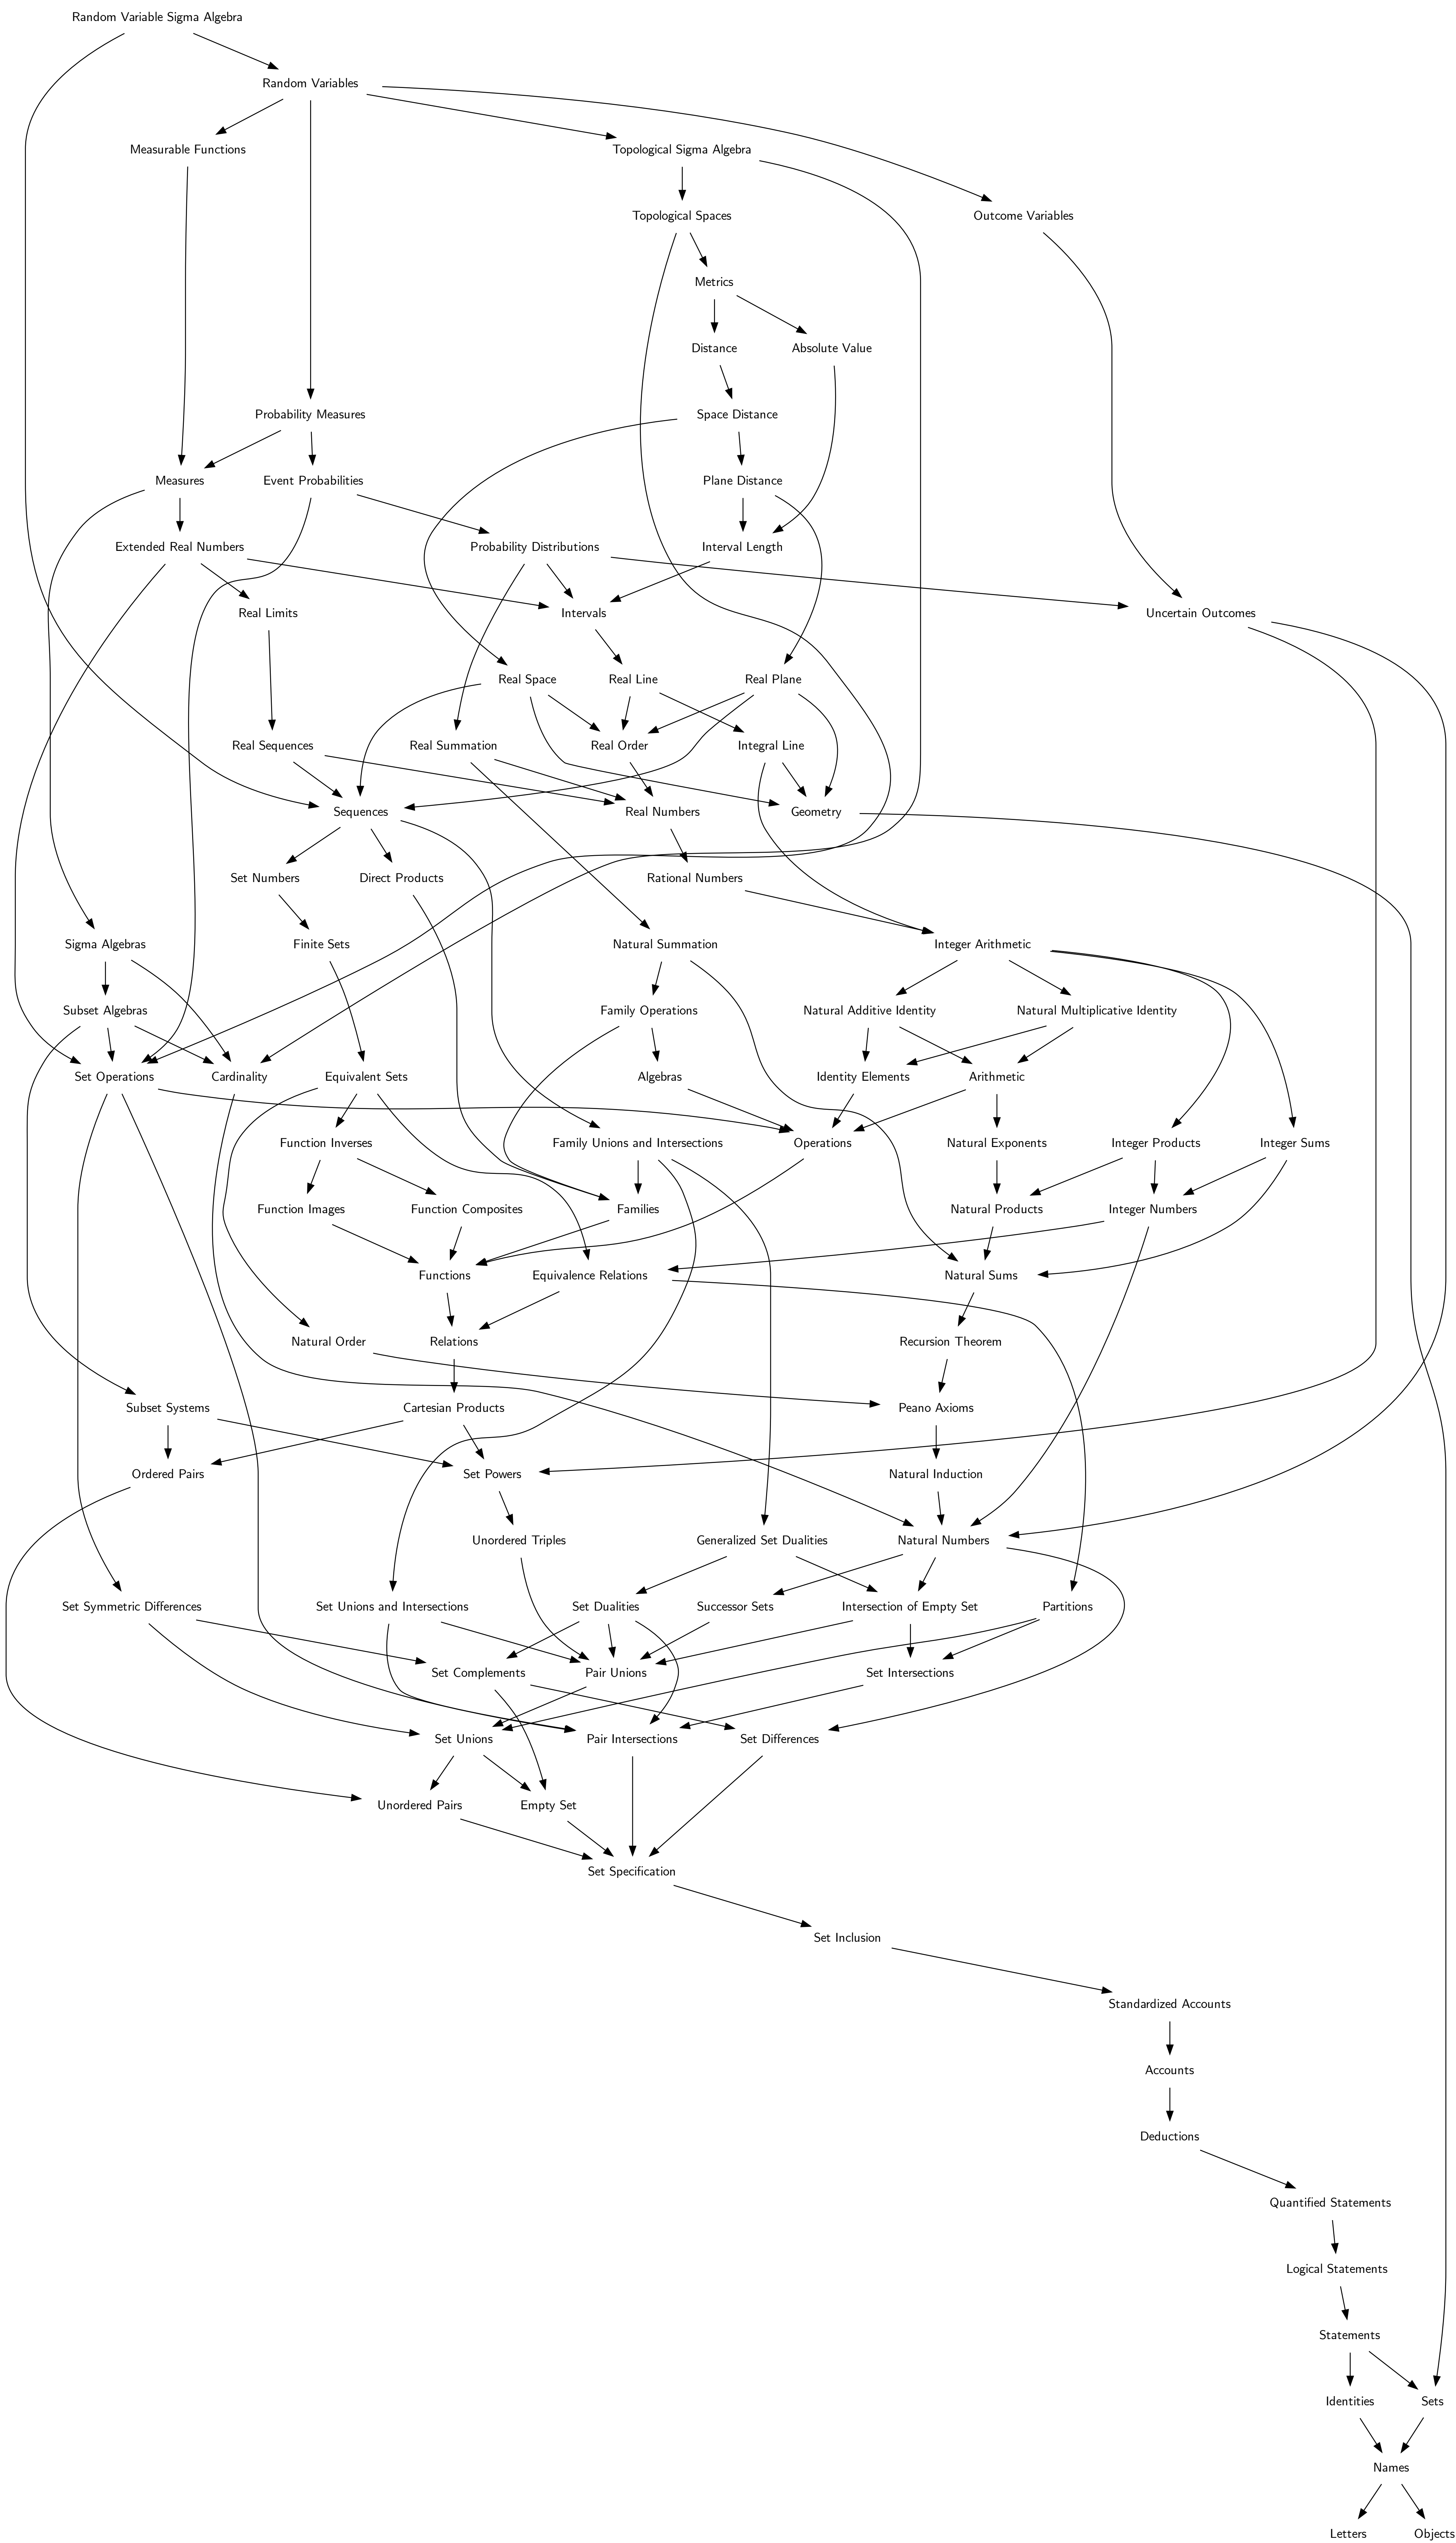 Random Variable Sigma Algebra
Random Variables
Measurable Functions
Topological Sigma Algebra
Topological Spaces
Outcome Variables
Metrics
Distance
Absolute Value
Probability Measures
Space Distance
Measures
Event Probabilities
Plane Distance
Extended Real Numbers
Probability Distributions
Interval Length
Real Limits
Intervals
Uncertain Outcomes
Real Space
Real Line
Real Plane
Real Sequences
Real Summation
Real Order
Integral Line
Sequences
Real Numbers
Geometry
Set Numbers
Direct Products
Rational Numbers
Sigma Algebras
Finite Sets
Natural Summation
Integer Arithmetic
Subset Algebras
Family Operations
Natural Additive Identity
Natural Multiplicative Identity
Set Operations
Cardinality
Equivalent Sets
Algebras
Identity Elements
Arithmetic
Function Inverses
Family Unions and Intersections
Operations
Natural Exponents
Integer Products
Integer Sums
Function Images
Function Composites
Families
Natural Products
Integer Numbers
Functions
Equivalence Relations
Natural Sums
Natural Order
Relations
Recursion Theorem
Subset Systems
Cartesian Products
Peano Axioms
Ordered Pairs
Set Powers
Natural Induction
Unordered Triples
Generalized Set Dualities
Natural Numbers
Set Symmetric Differences
Set Unions and Intersections
Set Dualities
Successor Sets
Intersection of Empty Set
Partitions
Set Complements
Pair Unions
Set Intersections
Set Unions
Pair Intersections
Set Differences
Unordered Pairs
Empty Set
Set Specification
Set Inclusion
Standardized Accounts
Accounts
Deductions
Quantified Statements
Logical Statements
Statements
Identities
Sets
Names
Letters
Objects